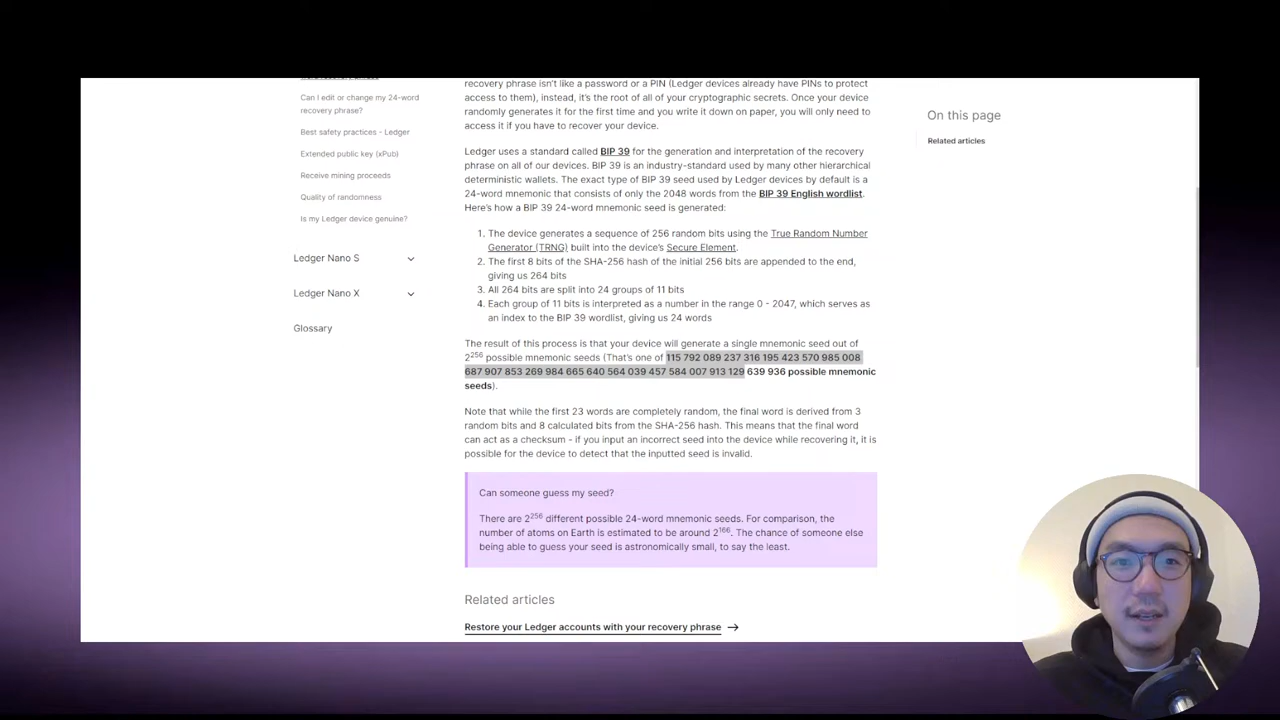 Can I edit or change my 24-word
recovery phrase?
Best safety practices - Ledger
Extended public key (xPub)
Receive mining proceeds
Quality of randomness
Is my Ledger device genuine?
Ledger Nano S
Ledger Nano X
Glossary
recovery phrase isn't like a password or a PIN (Ledger devices already have PINs to protect
access to them), instead, it's the root of all of your cryptographic secrets. Once your device
randomly generates it for the first time and you write it down on paper, you will only need to
access it if you have to recover your device.
Ledger uses a standard called BIP 39 for the generation and interpretation of the recovery
phrase on all of our devices. BIP 39 is an industry-standard used by many other hierarchical
deterministic wallets. The exact type of BIP 39 seed used by Ledger devices by default is a
24-word mnemonic that consists of only the 2048 words from the BIP 39 English wordlist.
Here's how a BIP 39 24-word mnemonic seed is generated:
1. The device generates a sequence of 256 random bits using the True Random Number
Generator (TRNG) built into the device's Secure Element.
2. The first 8 bits of the SHA-256 hash of the initial 256 bits are appended to the end,
giving us 264 bits
3. All 264 bits are split into 24 groups of 11 bits
4. Each group of 11 bits is interpreted as a number in the range 0 - 2047, which serves as
an index to the BIP 39 wordlist, giving us 24 words
The result of this process is that your device will generate a single mnemonic seed out of
2^256 possible mnemonic seeds (That's one of 115 792 089 237 316 195 423 570 985 008
687 907 853 269 984 665 640 564 039 457 584 007 913 129 639 936 possible mnemonic
seeds).
Note that while the first 23 words are completely random, the final word is derived from 3
random bits and 8 calculated bits from the SHA-256 hash. This means that the final word
can act as a checksum - if you input an incorrect seed into the device while recovering it, it is
possible for the device to detect that the inputted seed is invalid.
Can someone guess my seed?
There are 2^256 different possible 24-word mnemonic seeds. For comparison, the
number of atoms on Earth is estimated to be around 2^166. The chance of someone else
being able to guess your seed is astronomically small, to say the least.
Related articles
Restore your Ledger accounts with your recovery phrase →
On this page
Related articles